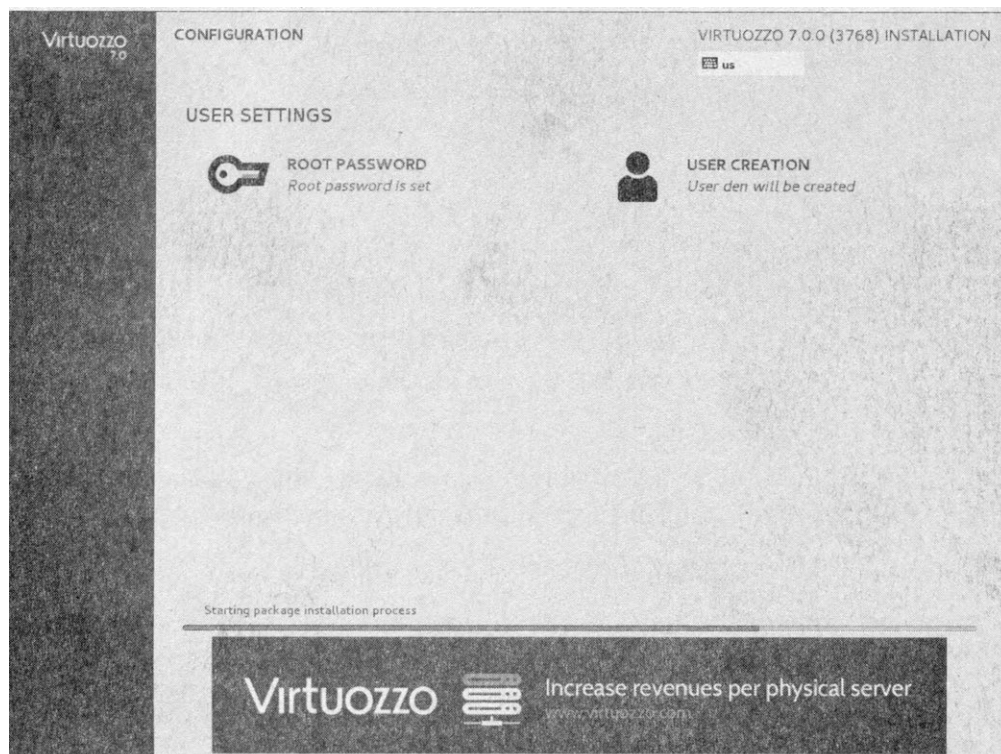 Virtuozzo
7.0
CONFIGURATION
VIRTUOZZO 7.0.0 (3768) INSTALLATION
us
USER SETTINGS
ROOT PASSWORD
Root password is set
USER CREATION
User den will be created
Starting package installation process
Virtuozzo
Increase revenues per physical server
www.virtuozzo.com